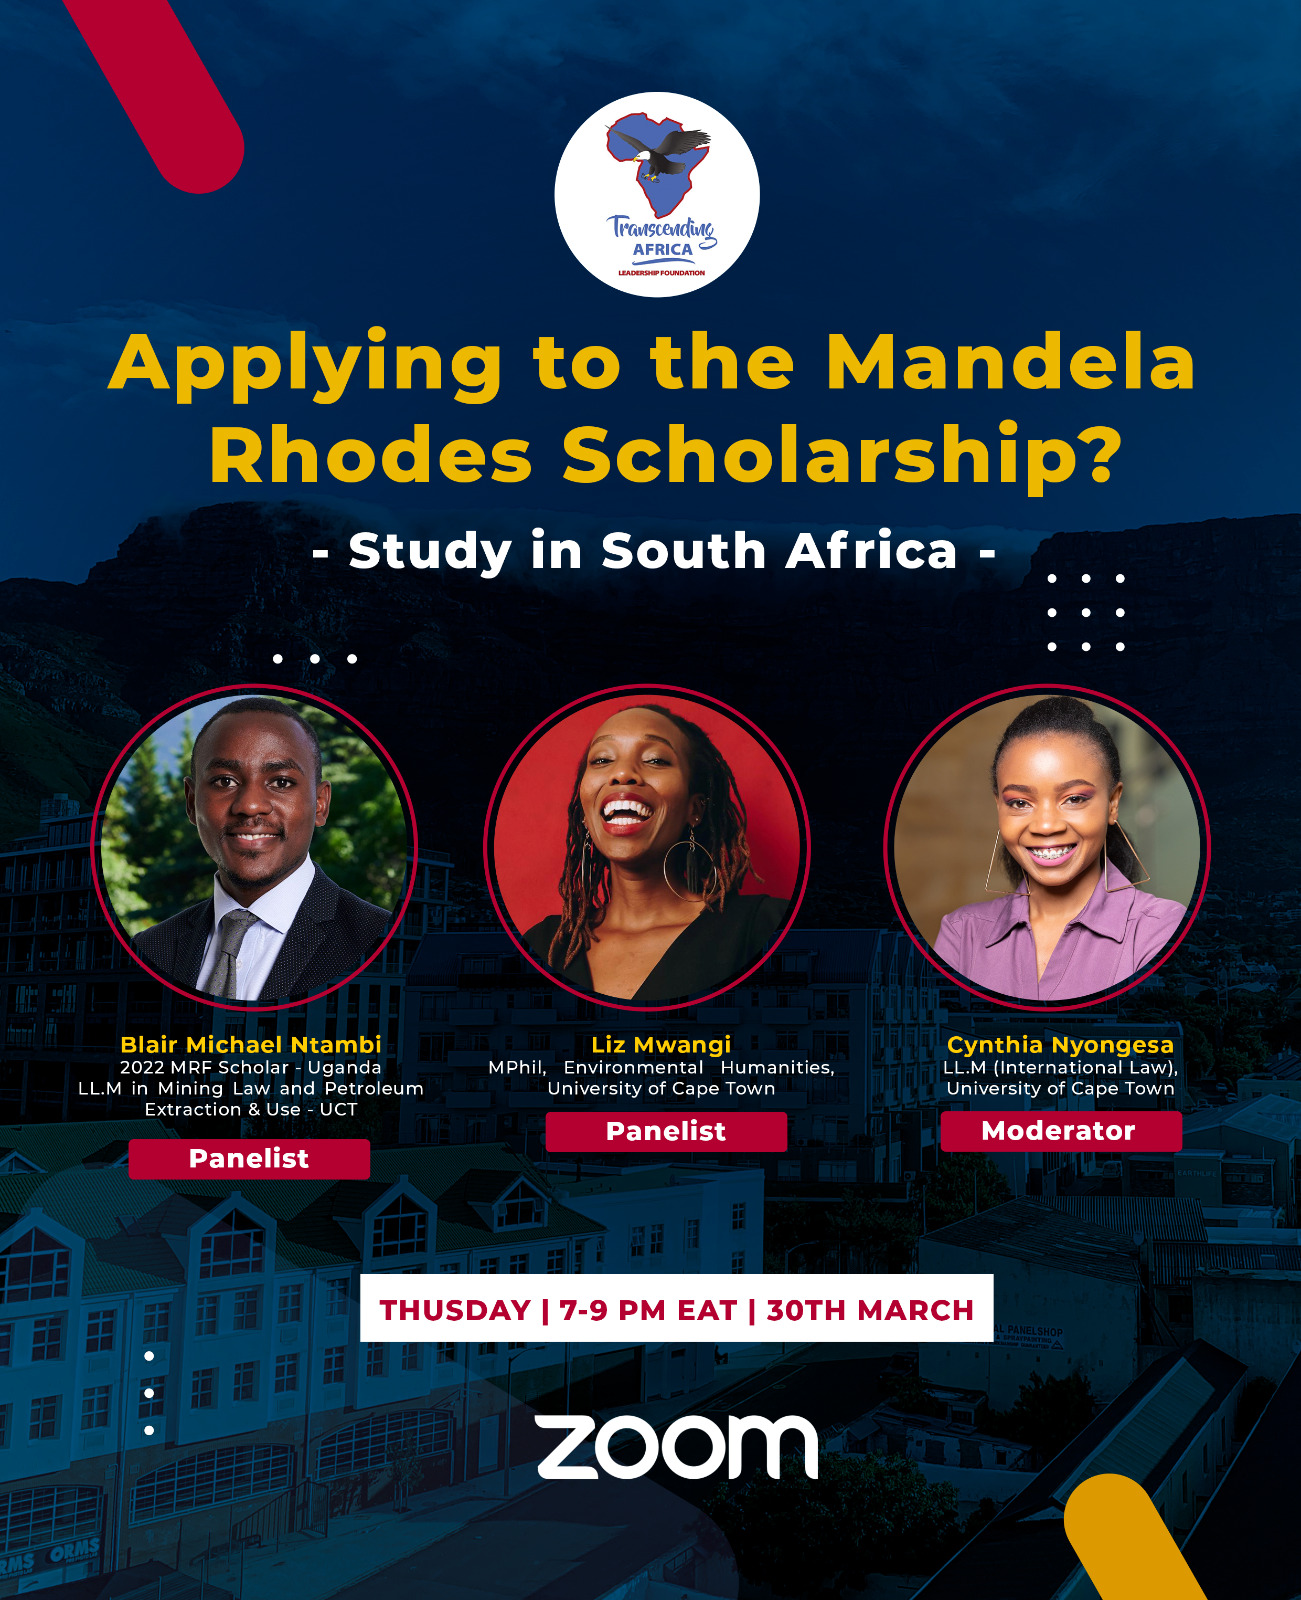 Transcending
AFRICA
LEADERSHIP FOUNDATION
Applying to the Mandela
Rhodes Scholarship?
- Study in South Africa -
Blair Michael Ntambi
2022 MRF Scholar - Uganda
LL.M in Mining Law and Petroleum
Extraction & Use - UCT
Panelist
Liz Mwangi
MPhil, Environmental Humanities,
University of Cape Town
Panelist
Cynthia Nyongesa
LL.M (International Law),
University of Cape Town
Moderator
THUSDAY | 7-9 PM EAT | 30TH MARCH
zoom
PANELSHOP
& SPRAYPAINTING
ORMS